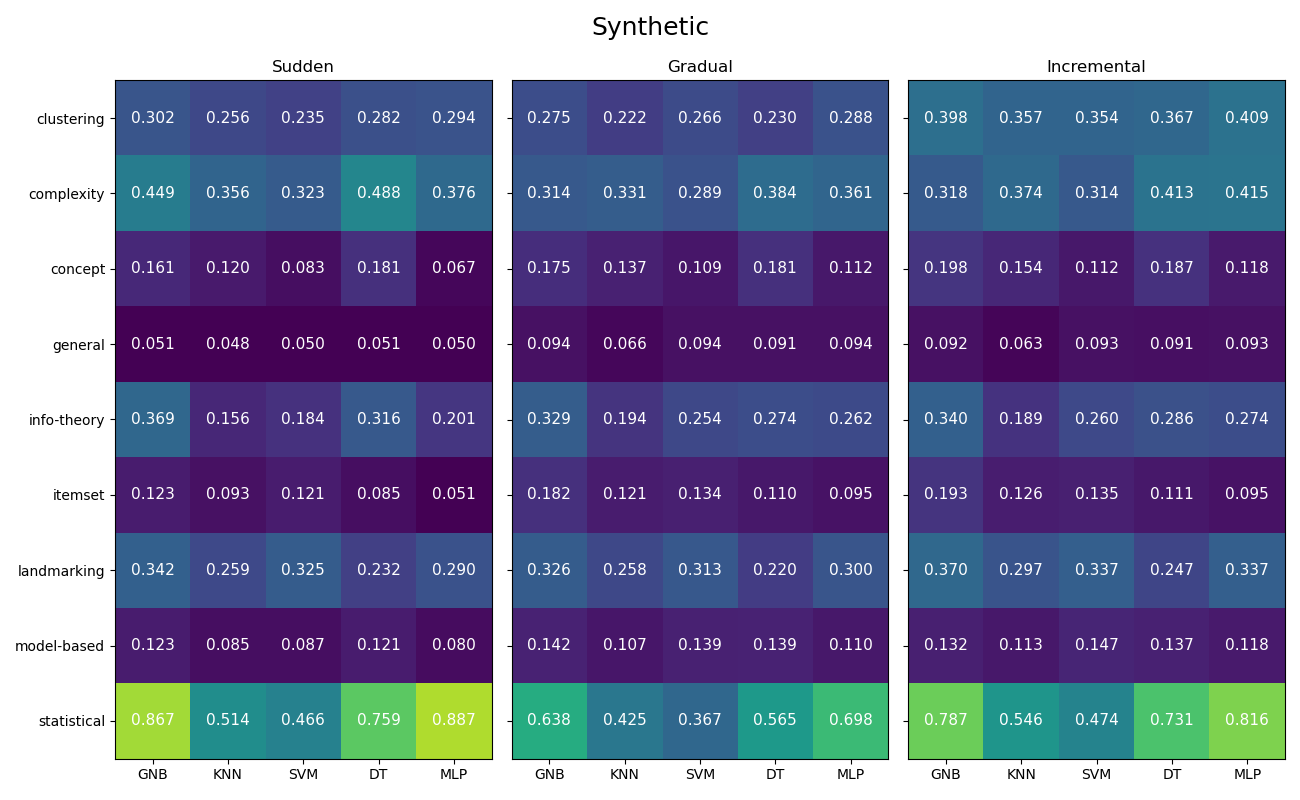 Synthetic
Sudden Gradual Incremental
clustering 0.302 0.256 0.235 0.282 0.294 0.275 0.222 0.266 0.230 0.288 0.398 0.357 0.354 0.367 0.409
complexity 0.449 0.356 0.323 0.488 0.376 0.314 0.331 0.289 0.384 0.361 0.318 0.374 0.314 0.413 0.415
concept 0.161 0.120 0.083 0.181 0.067 0.175 0.137 0.109 0.181 0.112 0.198 0.154 0.112 0.187 0.118
general 0.051 0.048 0.050 0.051 0.050 0.094 0.066 0.094 0.091 0.094 0.092 0.063 0.093 0.091 0.093
info-theory 0.369 0.156 0.184 0.316 0.201 0.329 0.194 0.254 0.274 0.262 0.340 0.189 0.260 0.286 0.274
itemset 0.123 0.093 0.121 0.085 0.051 0.182 0.121 0.134 0.110 0.095 0.193 0.126 0.135 0.111 0.095
landmarking 0.342 0.259 0.325 0.232 0.290 0.326 0.258 0.313 0.220 0.300 0.370 0.297 0.337 0.247 0.337
model-based 0.123 0.085 0.087 0.121 0.080 0.142 0.107 0.139 0.139 0.110 0.132 0.113 0.147 0.137 0.118
statistical 0.867 0.514 0.466 0.759 0.887 0.638 0.425 0.367 0.565 0.698 0.787 0.546 0.474 0.731 0.816
GNB KNN SVM DT MLP GNB KNN SVM DT MLP GNB KNN SVM DT MLP